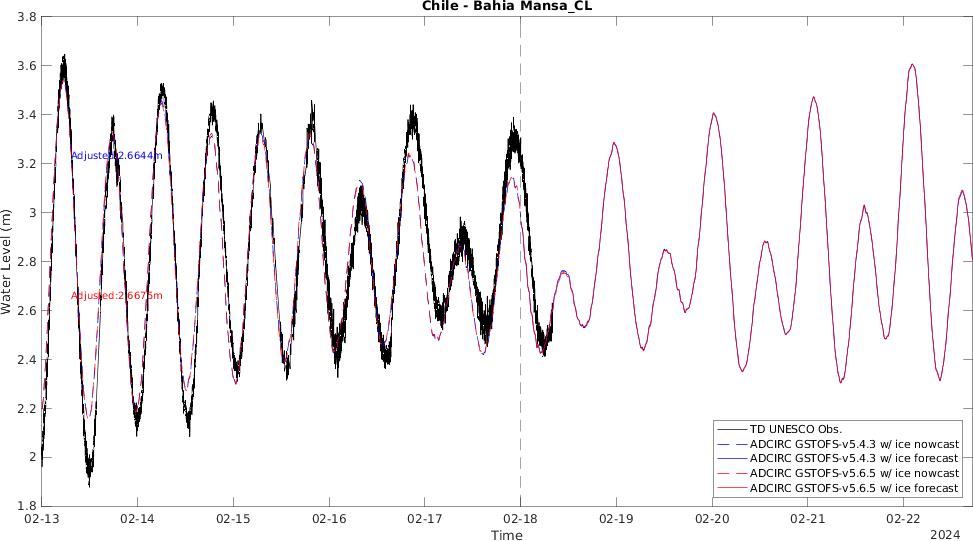 Chile - Bahia Mansa_CL
3.8
3.6
3.4
3.2
3
2.8
2.6
2.4
2.2
2
1.8
Water Level (m)
Adjusted:2.6644m
Adjusted:2.6675m
TD UNESCO Obs.
ADCIRC GSTOFS-v5.4.3 w/ ice nowcast
ADCIRC GSTOFS-v5.4.3 w/ ice forecast
ADCIRC GSTOFS-v5.6.5 w/ ice nowcast
ADCIRC GSTOFS-v5.6.5 w/ ice forecast
02-13 02-14 02-15 02-16 02-17 02-18 02-19 02-20 02-21 02-22
Time
2024